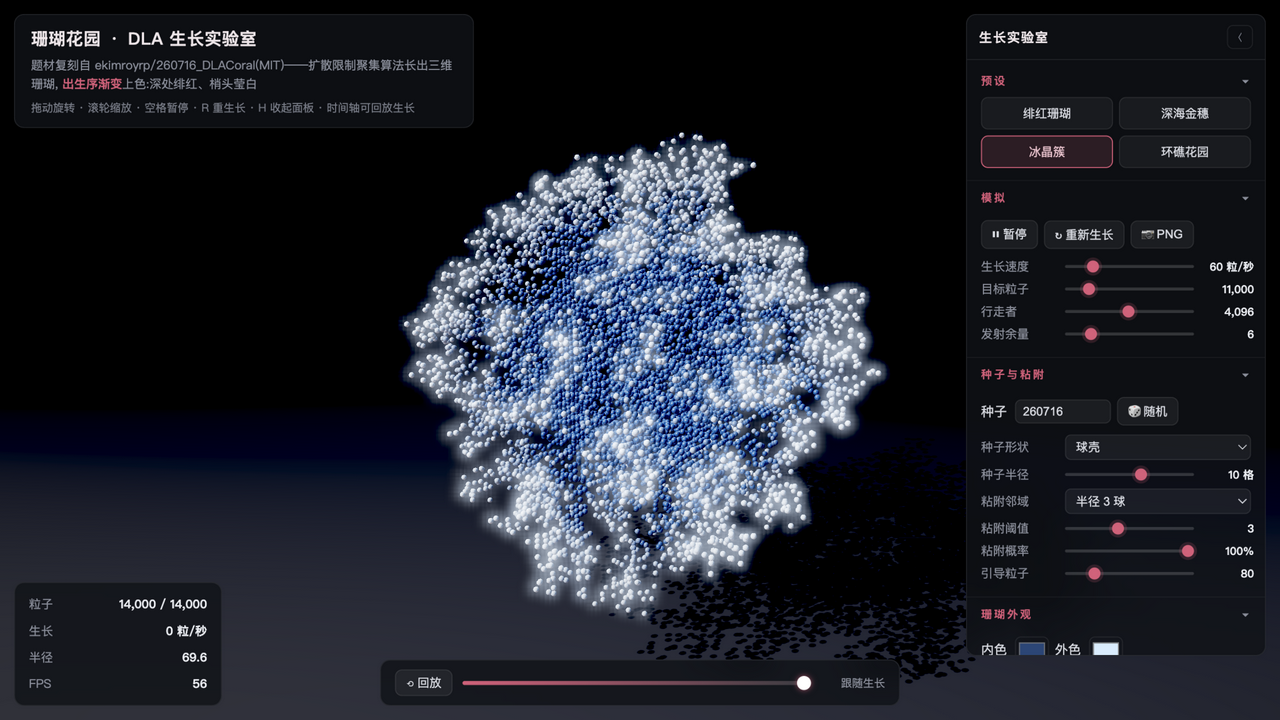 珊瑚花园 · DLA 生长实验室
题材复刻自 ekimroyrp/260716_DLACoral(MIT)——扩散限制聚集算法长出三维
珊瑚, 出生序渐变上色:深处绯红、梢头莹白
拖动旋转 · 滚轮缩放 · 空格暂停 · R 重生长 · H 收起面板 · 时间轴可回放生长
生长实验室
预设
绯红珊瑚 深海金穗
冰晶簇 环礁花园
模拟
暂停 重新生长 PNG
生长速度 60 粒/秒
目标粒子 11,000
行走者 4,096
发射余量 6
种子与粘附
种子 260716 随机
种子形状 球壳
种子半径 10 格
粘附邻域 半径 3 球
粘附阈值 3
粘附概率 100%
引导粒子 80
珊瑚外观
内色 外色
粒子 14,000 / 14,000
生长 0 粒/秒
半径 69.6
FPS 56
回放 跟随生长